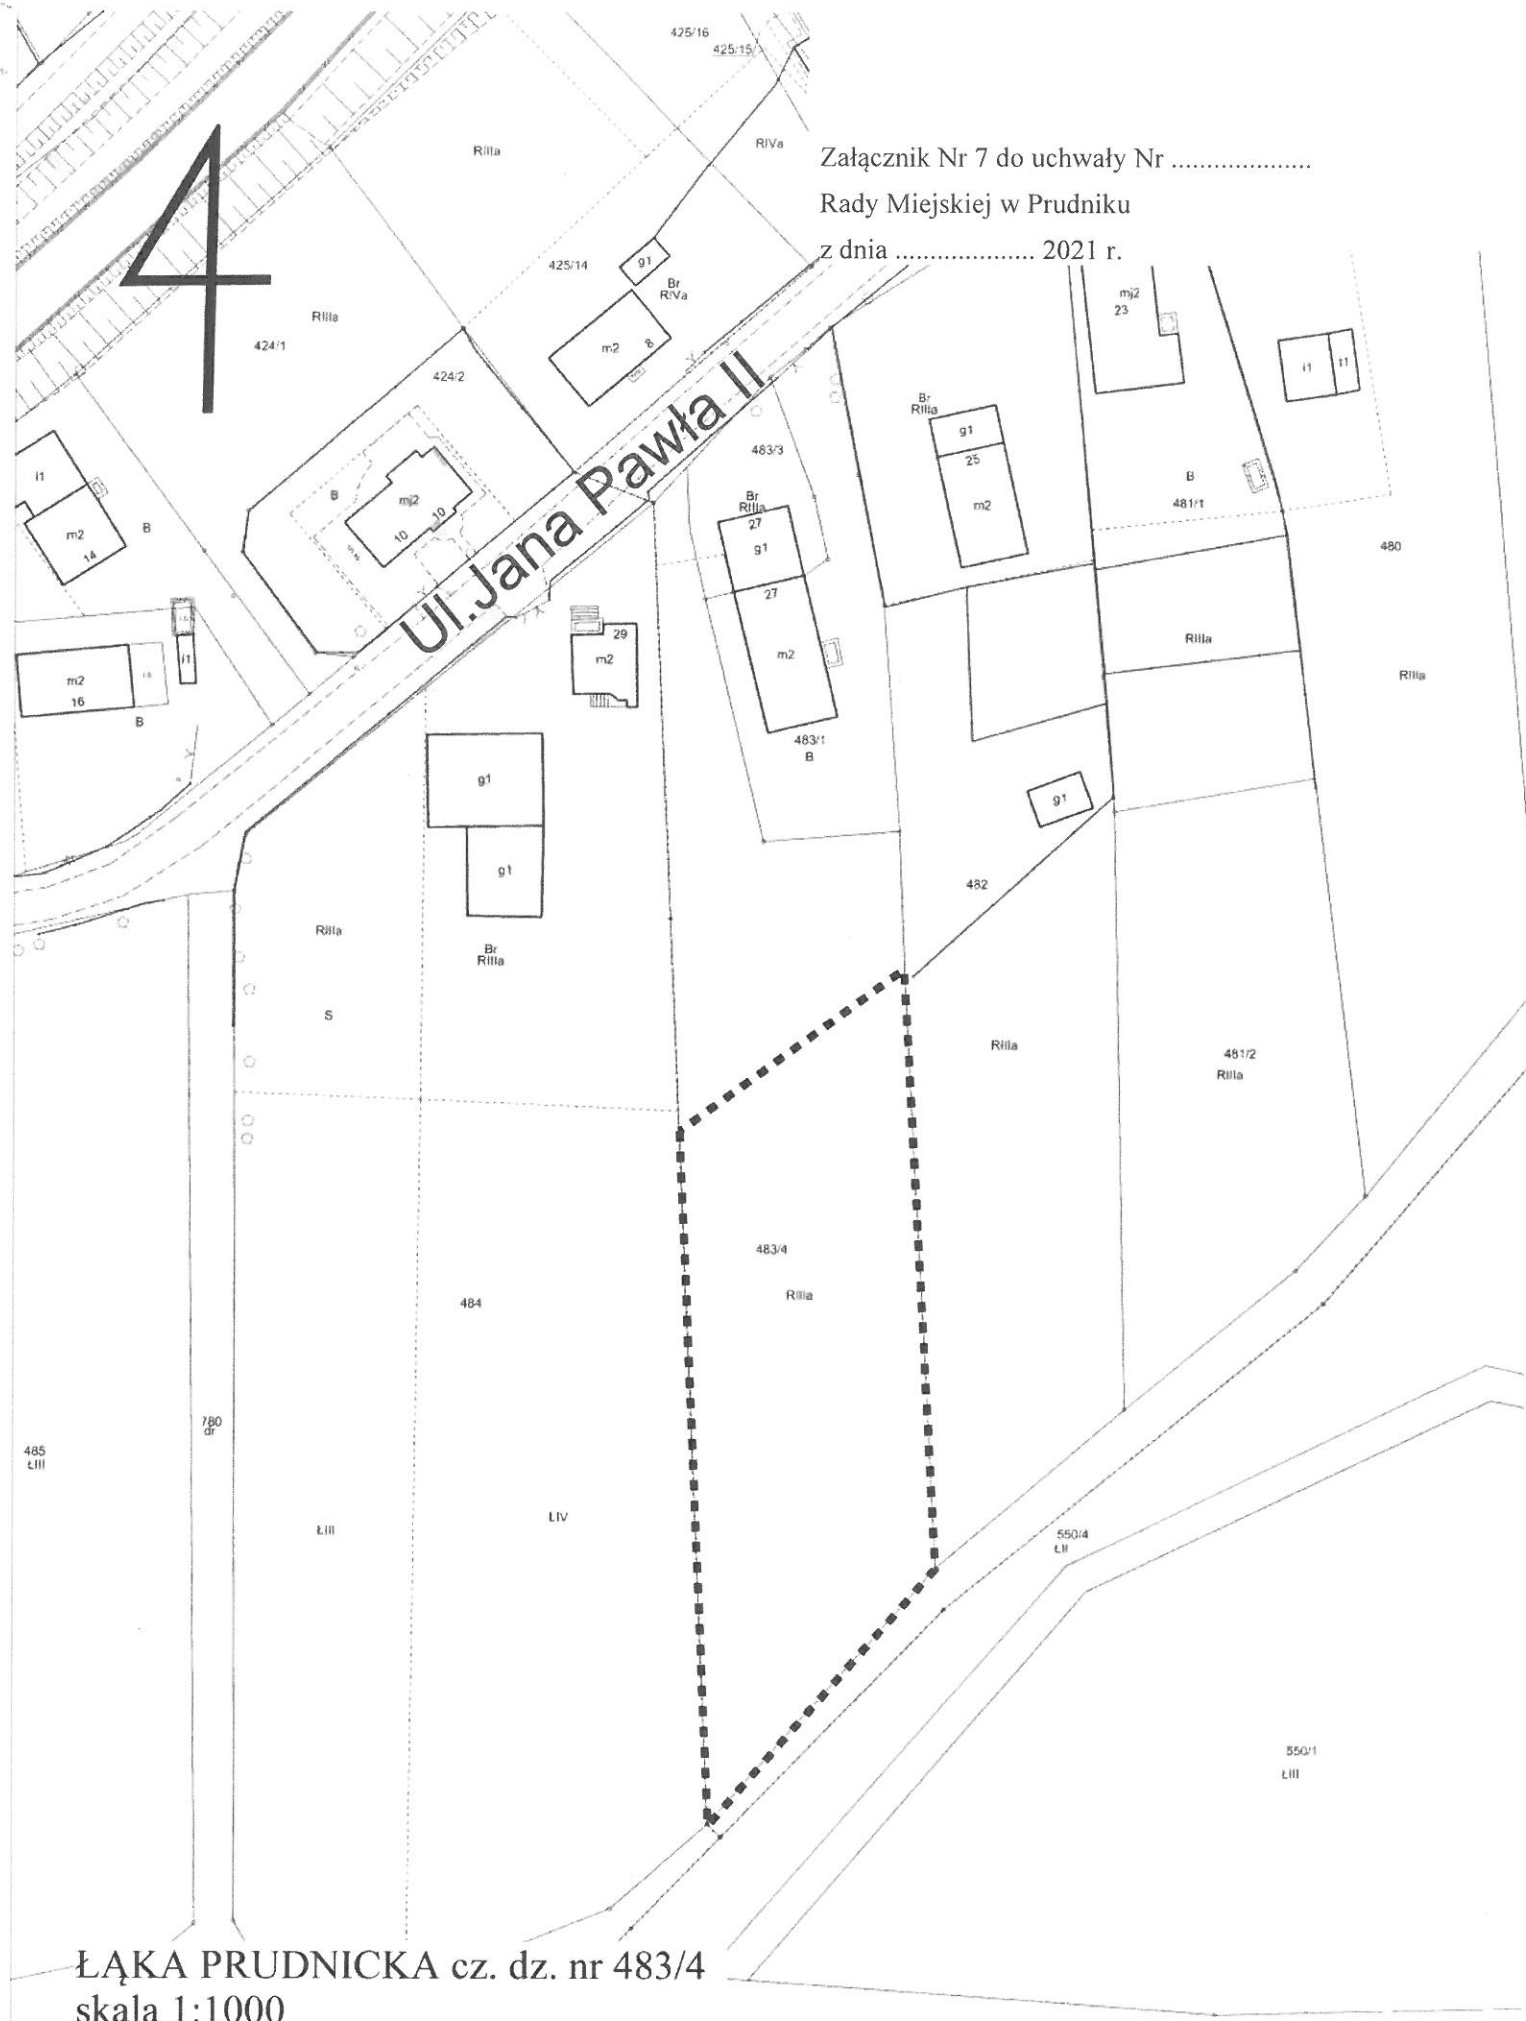 425/16
425/15
RIVa
RIIIa
Załącznik Nr 7 do uchwały Nr ....................
Rady Miejskiej w Prudniku
z dnia .................... 2021 r.
4
425/14
g1
Br
RIVa
RIIIa
424/1
m2
8
424/2
mj2
23
i1
i1
Ul.Jana Pawła II
Br
RIIIa
g1
25
m2
483/3
B
481/1
i1
m2
14
B
B
mj2
10
10
Br
RIIIa
27
g1
27
m2
480
RIIIa
RIIIa
m2
16
i1
B
29
m2
483/1
B
g1
g1
g1
482
RIIIa
Br
RIIIa
S
RIIIa
481/2
RIIIa
483/4
RIIIa
484
780
dr
485
ŁIII
ŁIII
ŁIV
550/4
ŁII
550/1
ŁIII
ŁĄKA PRUDNICKA cz. dz. nr 483/4
skala 1:1000